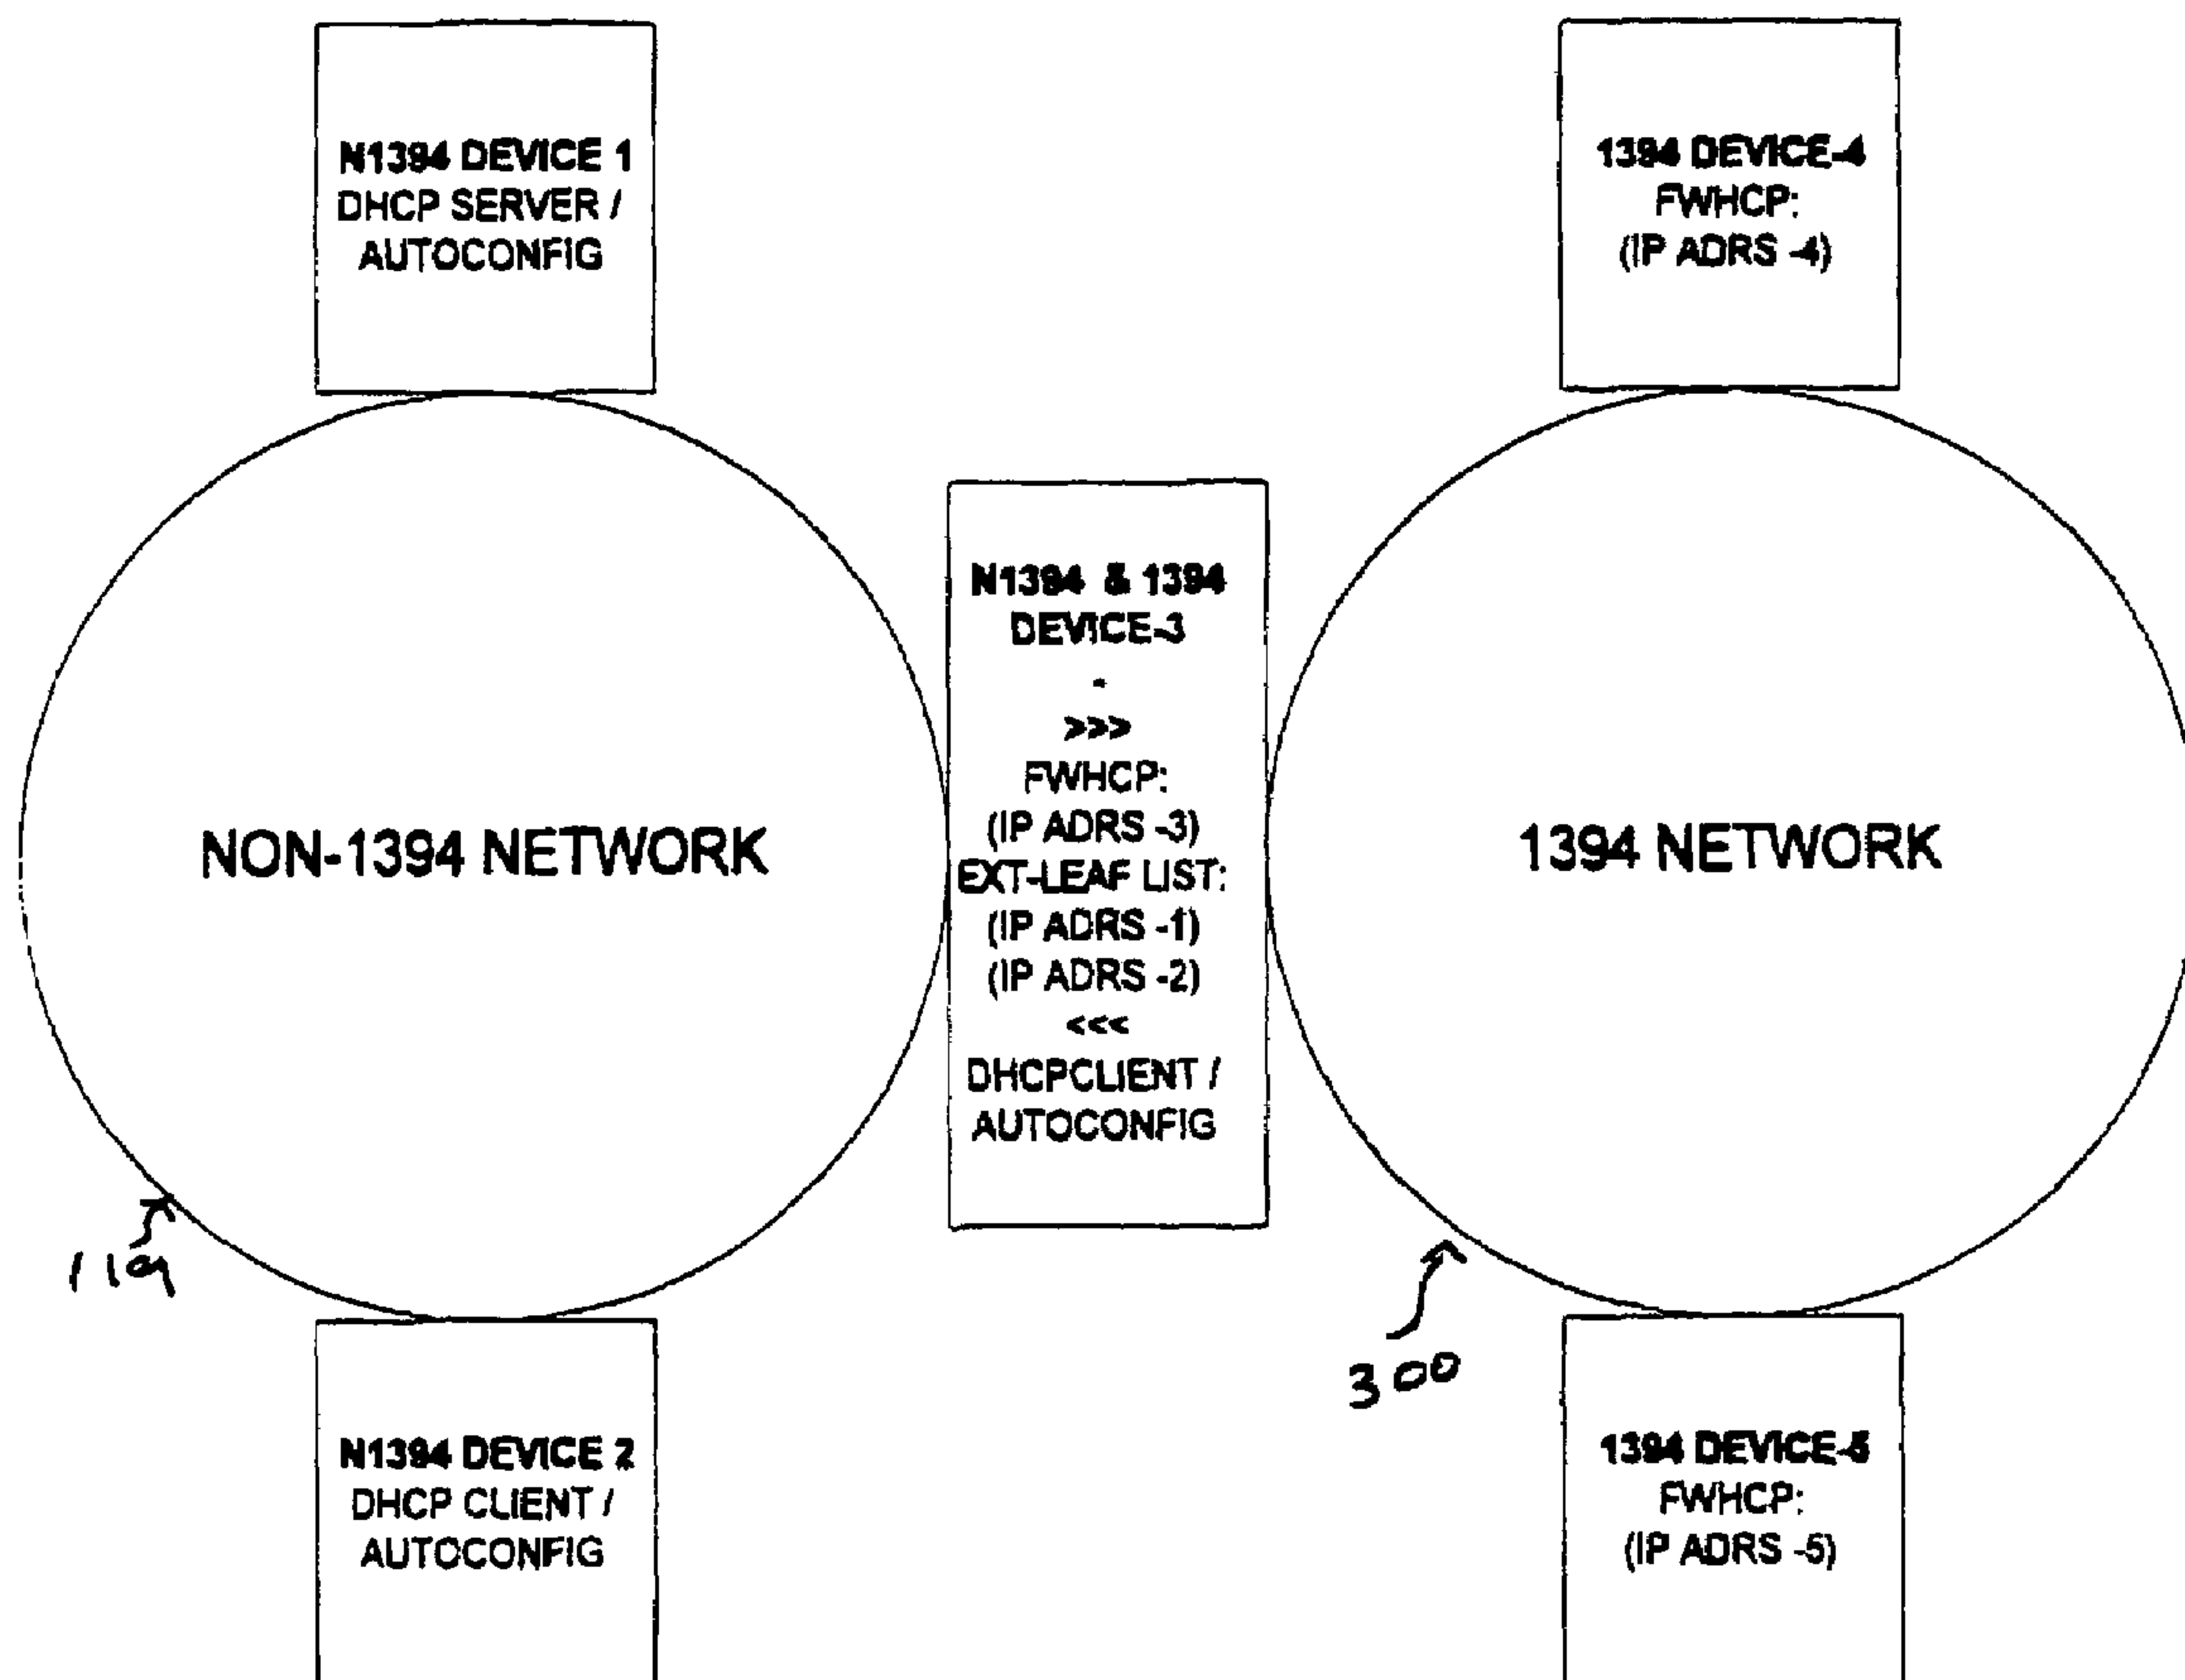 N1394 DEVICE 1
DHCP SERVER /
AUTOCONFIG
1394 DEVICE-4
FWHCP:
(IP ADRS -4)
N1394 & 1394
DEVICE-3
-
>>>
FWHCP:
(IP ADRS -3)
EXT-LEAF LIST:
(IP ADRS -1)
(IP ADRS -2)
<<<
DHCPCLIENT /
AUTOCONFIG
NON-1394 NETWORK
1394 NETWORK
119
300
N1394 DEVICE 2
DHCP CLIENT /
AUTOCONFIG
1394 DEVICE-5
FWHCP:
(IP ADRS -5)